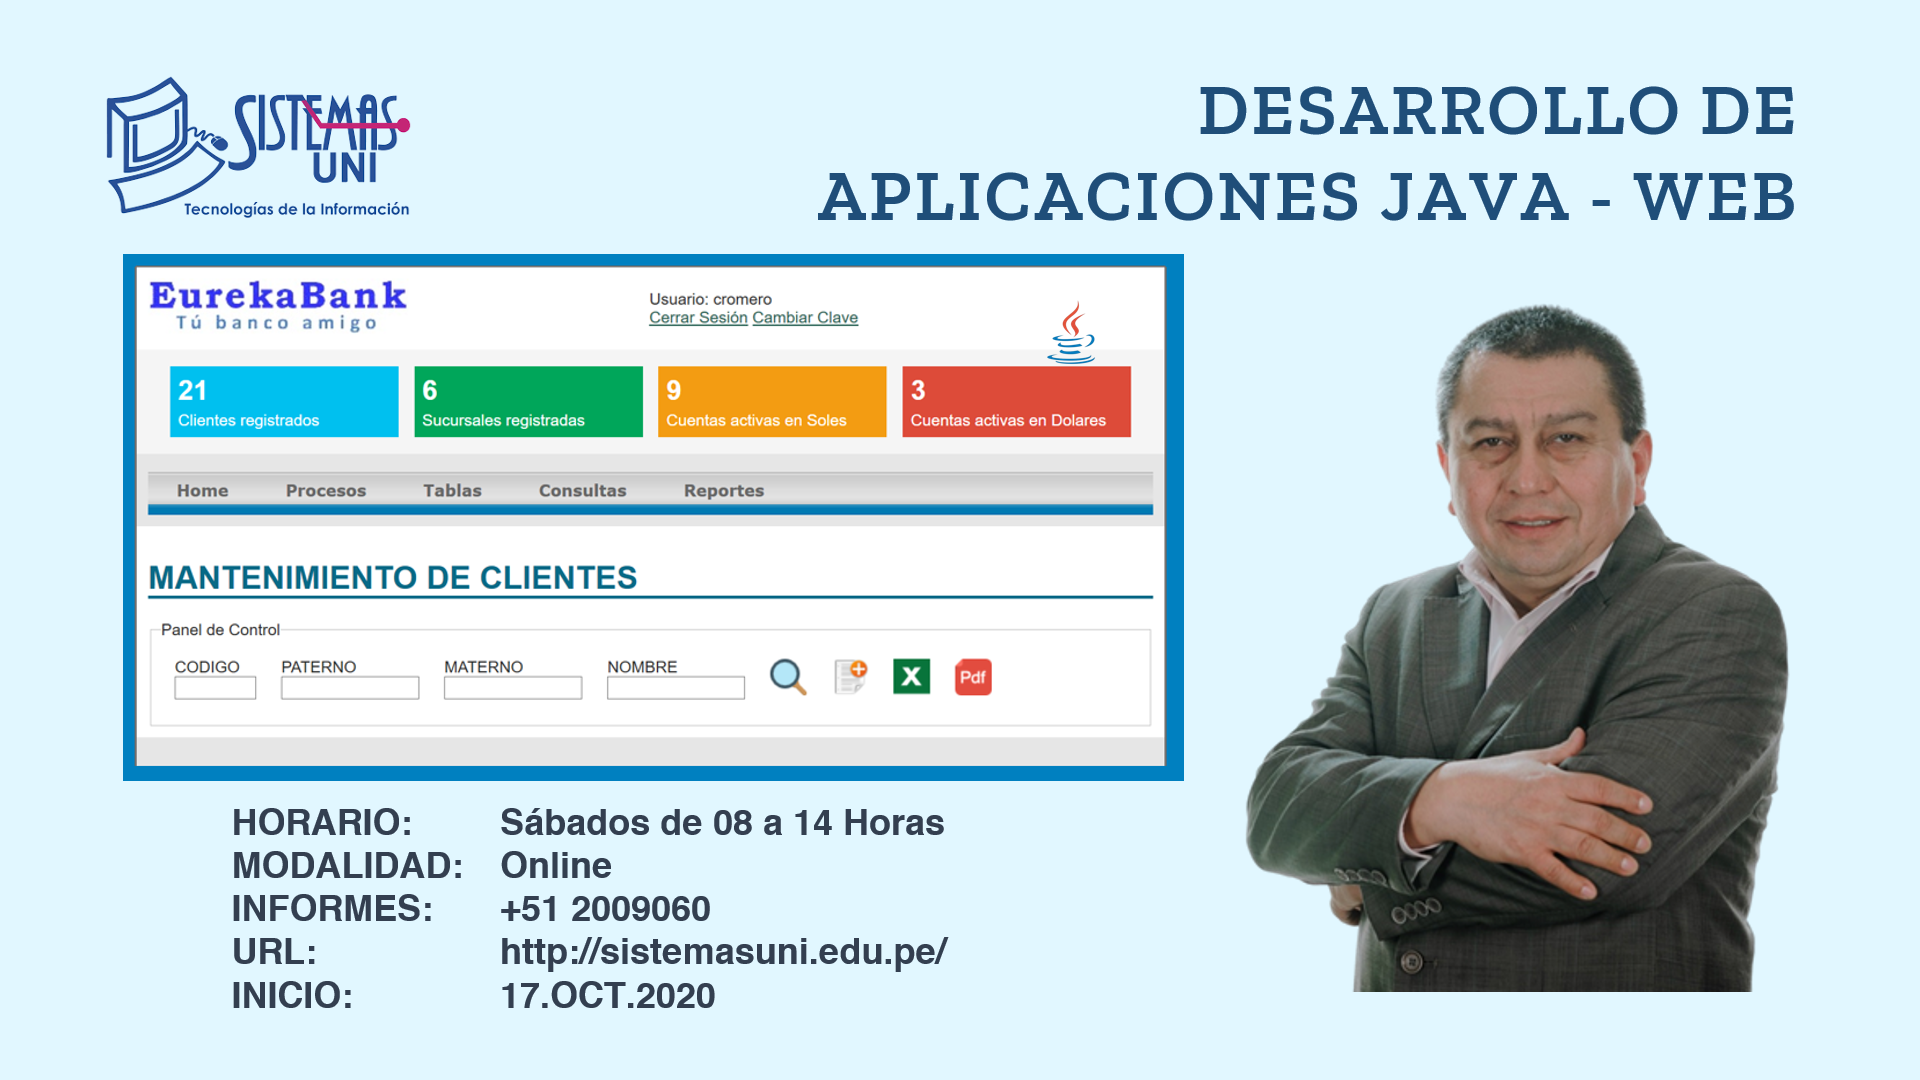 SISTEMAS
UNI
Tecnologías de la Información
DESARROLLO DE
APLICACIONES JAVA - WEB
EurekaBank
Tú banco amigo
Usuario: cromero
Cerrar Sesión Cambiar Clave
21
Clientes registrados
6
Sucursales registradas
9
Cuentas activas en Soles
3
Cuentas activas en Dolares
Home Procesos Tablas Consultas Reportes
MANTENIMIENTO DE CLIENTES
Panel de Control
CODIGO PATERNO MATERNO NOMBRE
X Pdf
HORARIO: Sábados de 08 a 14 Horas
MODALIDAD: Online
INFORMES: +51 2009060
URL: http://sistemasuni.edu.pe/
INICIO: 17.OCT.2020